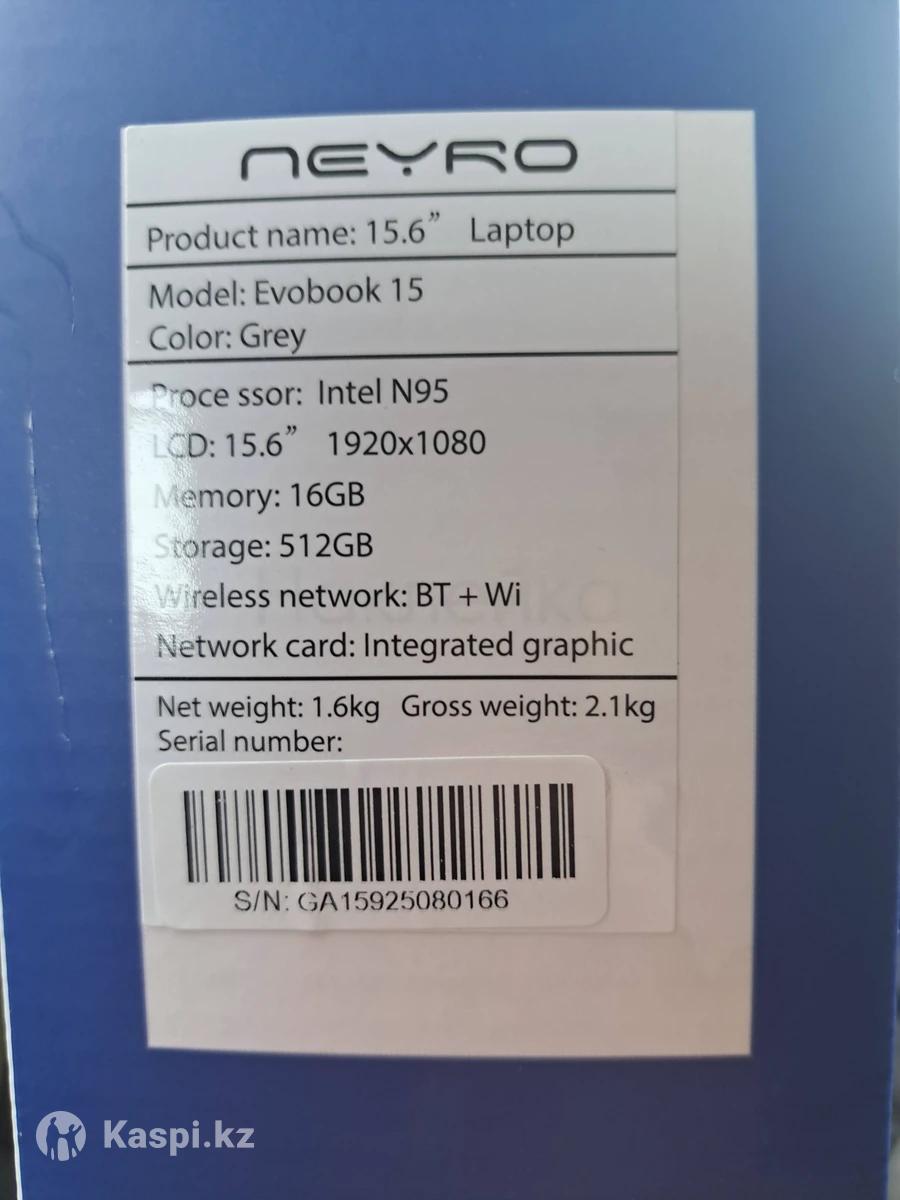 NEYRO
Product name: 15.6” Laptop
Model: Evobook 15
Color: Grey
Proce ssor: Intel N95
LCD: 15.6” 1920x1080
Memory: 16GB
Storage: 512GB
Wireless network: BT + Wi
Network card: Integrated graphic
Net weight: 1.6kg Gross weight: 2.1kg
Serial number:
S/N: GA15925080166
Kaspi.kz